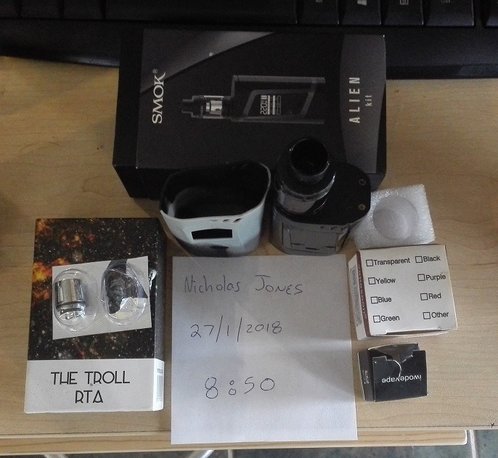 SMOK®
ALIEN
kit
Nicholas Jones
27/1/2018
8:50
THE TROLL
RTA
Transparent
Black
Yellow
Purple
Blue
Red
Green
Other
iwodevape